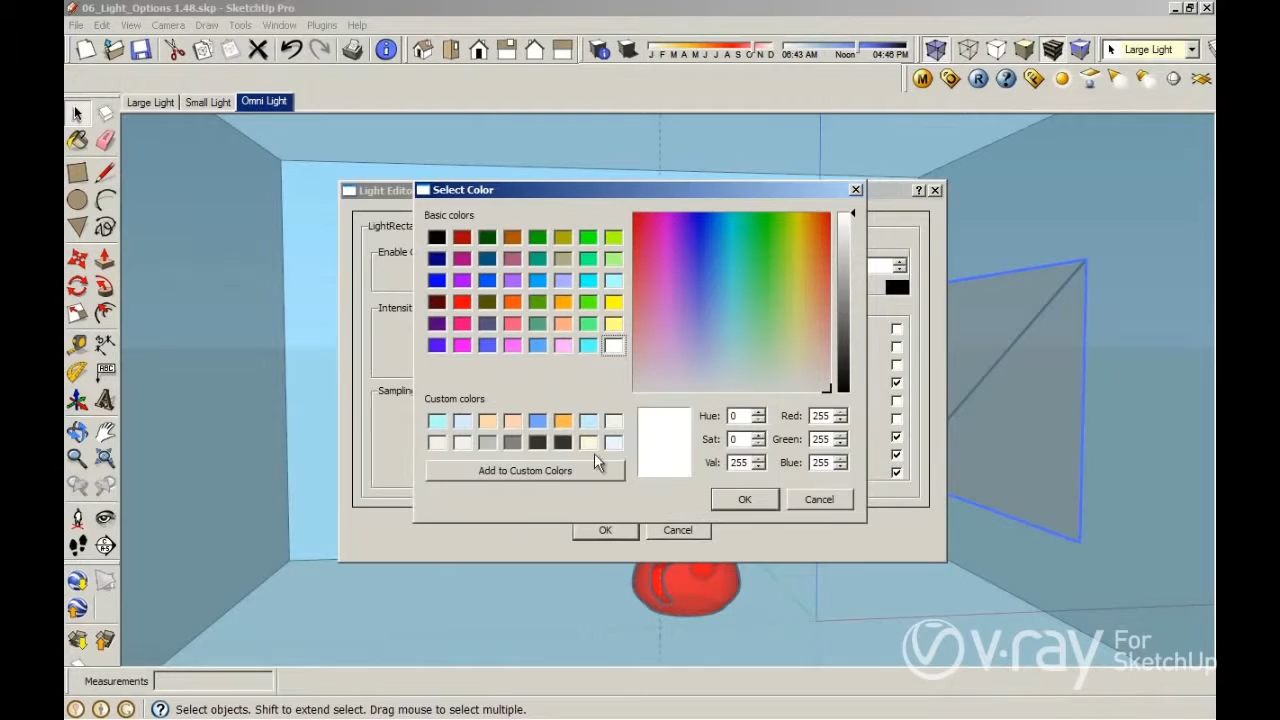 06_Light_Options 1.48.skp - SketchUp Pro
File Edit View Camera Draw Tools Window Plugins Help
J F M A M J J A S O N D 06:43 AM Noon 04:46 PM Large Light
M R ?
Large Light Small Light Omni Light
Light Edito
Select Color
LightRecta
Basic colors
Enable
Intensit
Sampling
Custom colors
Hue: 0 Red: 255
Sat: 0 Green: 255
Val: 255 Blue: 255
Add to Custom Colors
OK Cancel
OK Cancel
ABC
v·ray For SketchUp
Measurements
Select objects. Shift to extend select. Drag mouse to select multiple.